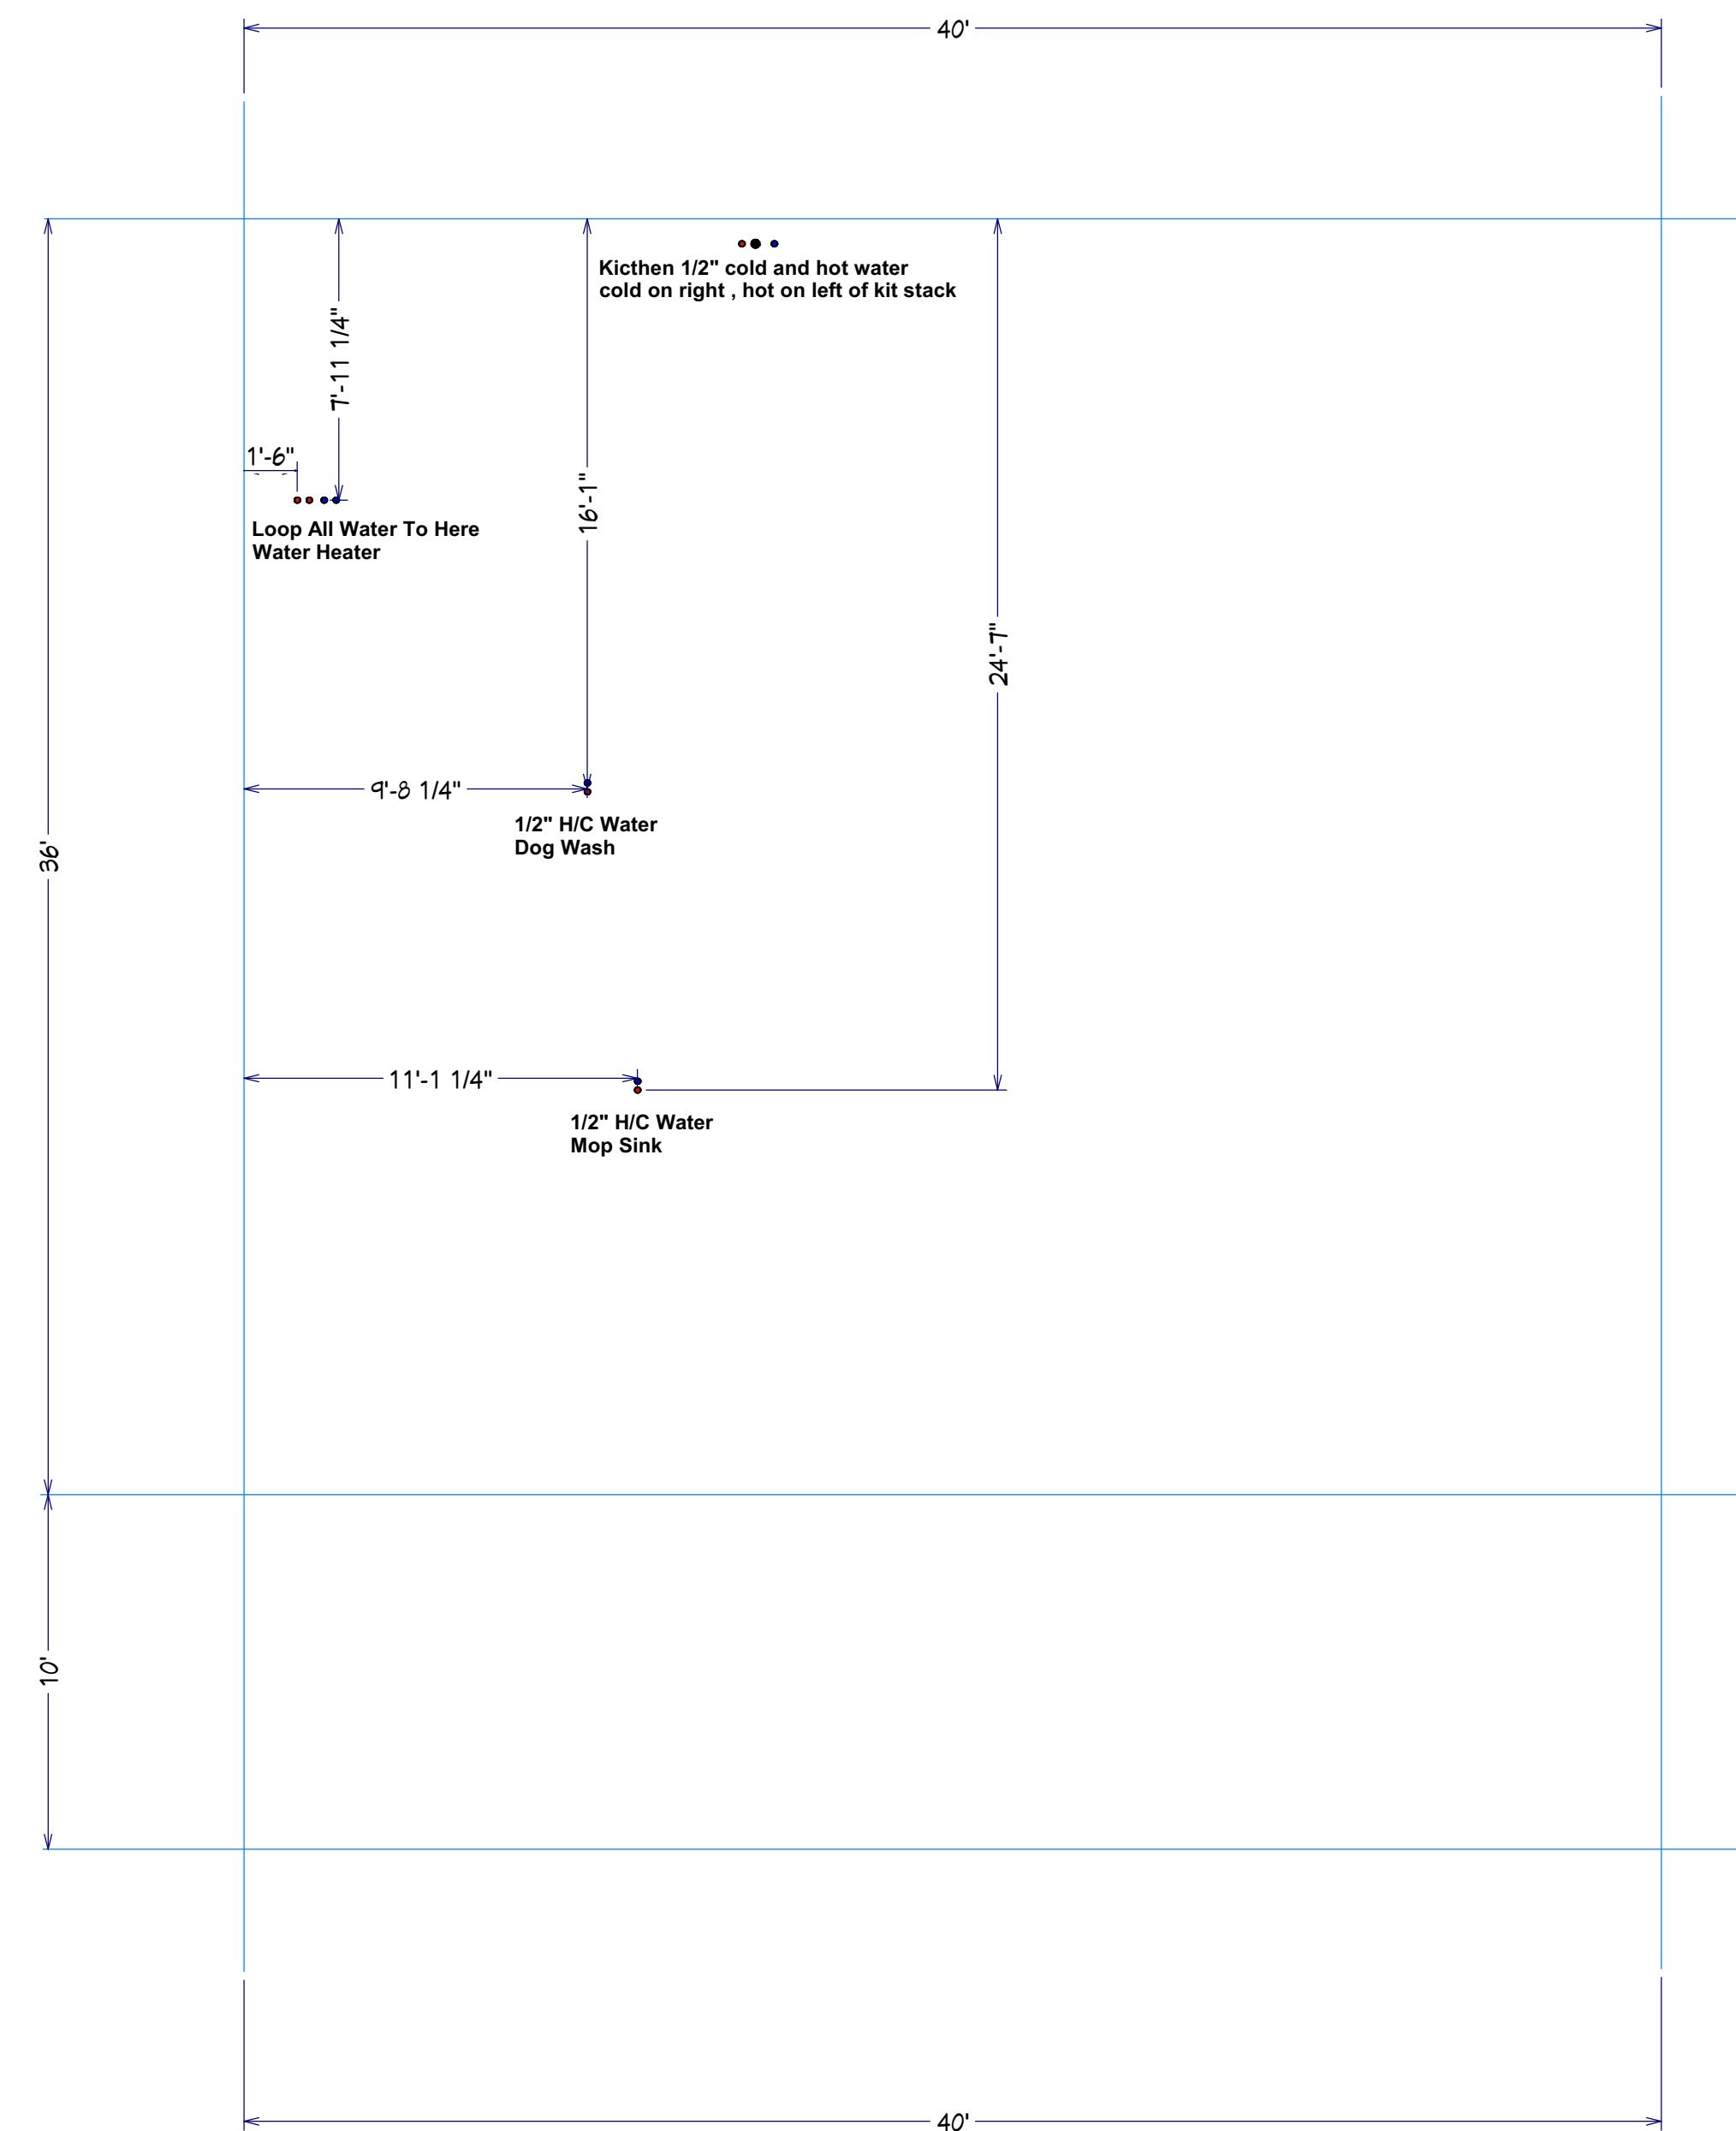 40'
Kicthen 1/2" cold and hot water
cold on right , hot on left of kit stack
7'-11 1/4"
1'-6"
16'-1"
Loop All Water To Here
Water Heater
24'-7"
9'-8 1/4"
1/2" H/C Water
Dog Wash
36'
11'-1 1/4"
1/2" H/C Water
Mop Sink
10'
40'